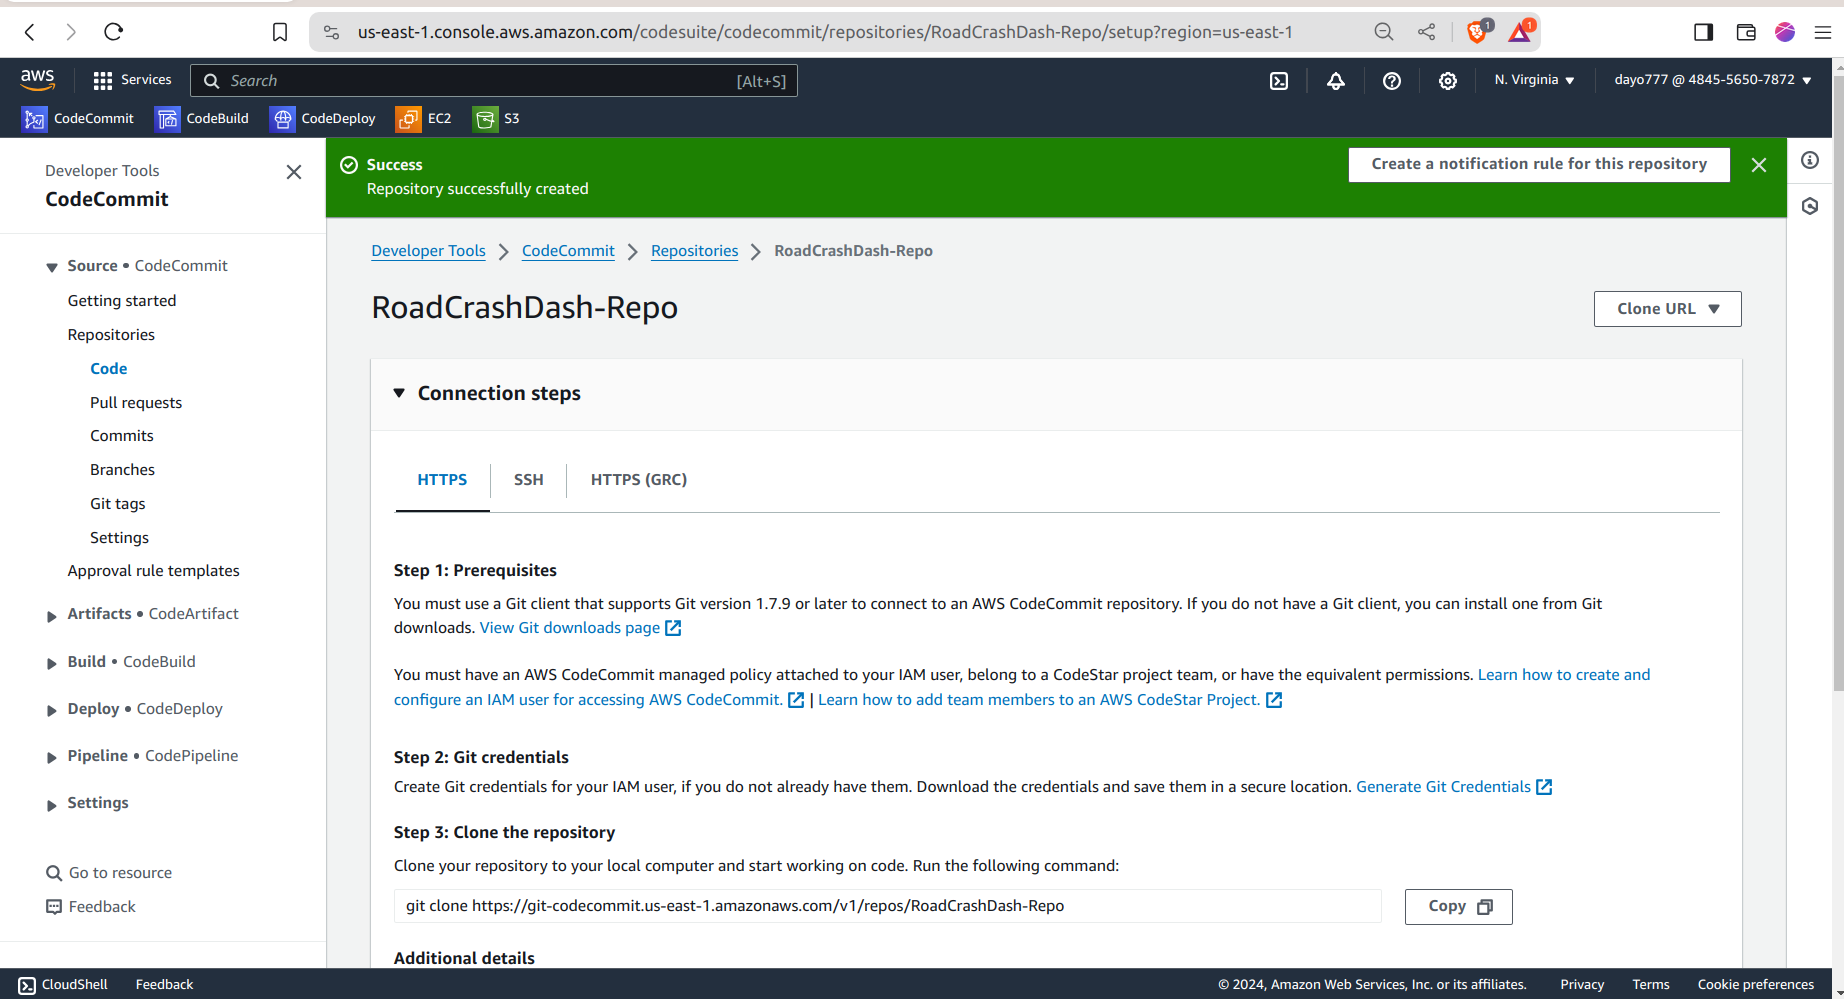 us-east-1.console.aws.amazon.com/codesuite/codecommit/repositories/RoadCrashDash-Repo/setup?region=us-east-1
1
1
aws
Services
Search
[Alt+S]
N. Virginia
dayo777 @ 4845-5650-7872
CodeCommit
CodeBuild
CodeDeploy
EC2
S3
Developer Tools
CodeCommit
Source • CodeCommit
Getting started
Repositories
Code
Pull requests
Commits
Branches
Git tags
Settings
Approval rule templates
Artifacts • CodeArtifact
Build • CodeBuild
Deploy • CodeDeploy
Pipeline • CodePipeline
Settings
Go to resource
Feedback
Success
Repository successfully created
Create a notification rule for this repository
Developer Tools
CodeCommit
Repositories
RoadCrashDash-Repo
RoadCrashDash-Repo
Clone URL
Connection steps
HTTPS
SSH
HTTPS (GRC)
Step 1: Prerequisites
You must use a Git client that supports Git version 1.7.9 or later to connect to an AWS CodeCommit repository. If you do not have a Git client, you can install one from Git
downloads. View Git downloads page
You must have an AWS CodeCommit managed policy attached to your IAM user, belong to a CodeStar project team, or have the equivalent permissions. Learn how to create and
configure an IAM user for accessing AWS CodeCommit. | Learn how to add team members to an AWS CodeStar Project.
Step 2: Git credentials
Create Git credentials for your IAM user, if you do not already have them. Download the credentials and save them in a secure location. Generate Git Credentials
Step 3: Clone the repository
Clone your repository to your local computer and start working on code. Run the following command:
git clone https://git-codecommit.us-east-1.amazonaws.com/v1/repos/RoadCrashDash-Repo
Copy
Additional details
CloudShell
Feedback
© 2024, Amazon Web Services, Inc. or its affiliates.
Privacy
Terms
Cookie preferences